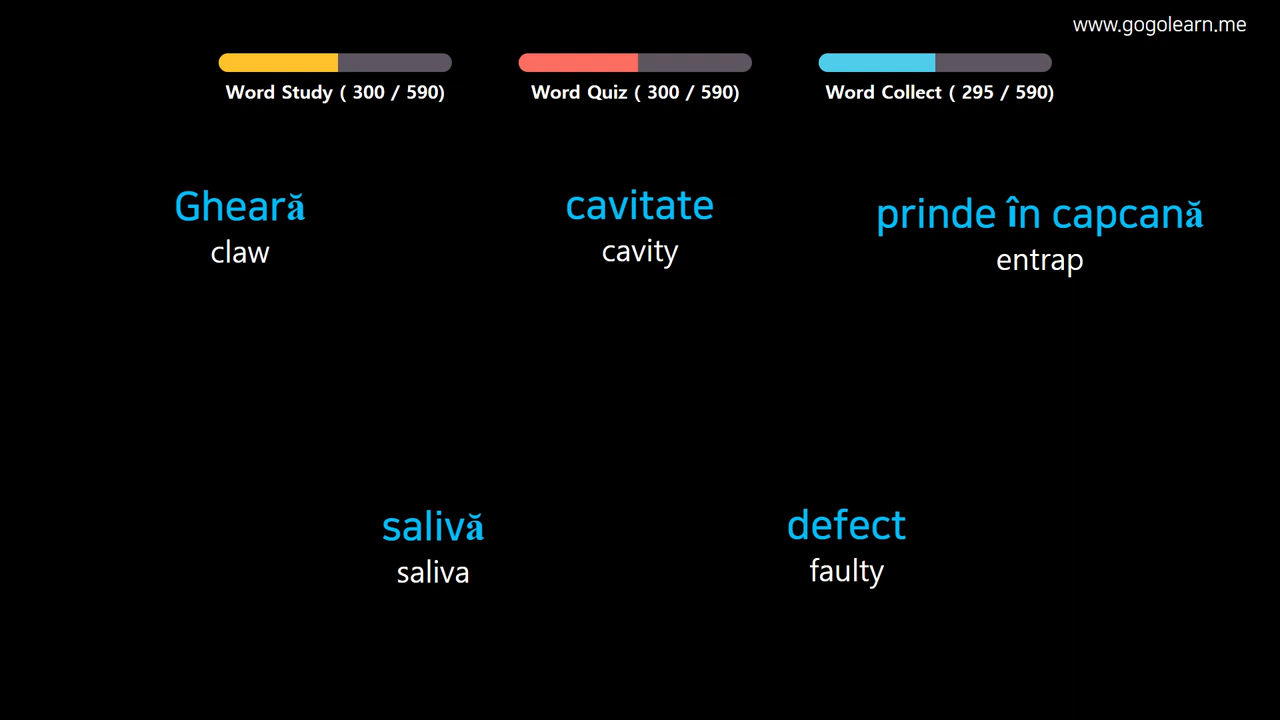 www.gogolearn.me
Word Study ( 300 / 590)
Word Quiz ( 300 / 590)
Word Collect ( 295 / 590)
Gheară
claw
cavitate
cavity
prinde în capcană
entrap
salivă
saliva
defect
faulty